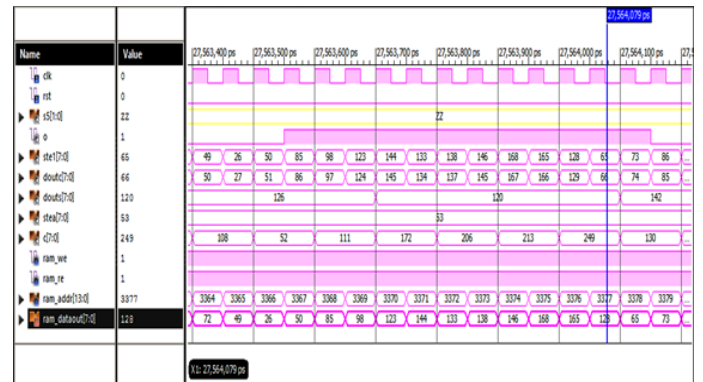 27,564,079 ps
Name Value 27,563,400 ps 27,563,500 ps 27,563,600 ps 27,563,700 ps 27,563,800 ps 27,563,900 ps 27,564,000 ps 27,564,100 ps 27,5
clk 0
rst 0
s5[1:0] ZZ ZZ
o 1
ste1[7:0] 65 49 26 50 85 98 123 144 133 138 146 168 165 128 65 73 86 ...
doutc[7:0] 66 50 27 51 86 97 124 145 134 137 145 167 166 129 66 74 85 ...
douts[7:0] 120 126 120 142
stea[7:0] 53 53
c[7:0] 249 108 52 111 172 206 213 249 130 ...
ram_we 1
ram_re 1
ram_addr[13:0] 3377 3364 3365 3366 3367 3368 3369 3370 3371 3372 3373 3374 3375 3376 3377 3378 3379 ...
ram_dataout[7:0] 128 72 49 26 50 85 98 123 144 133 138 146 168 165 128 65 73 ...
X1: 27,564,079 ps